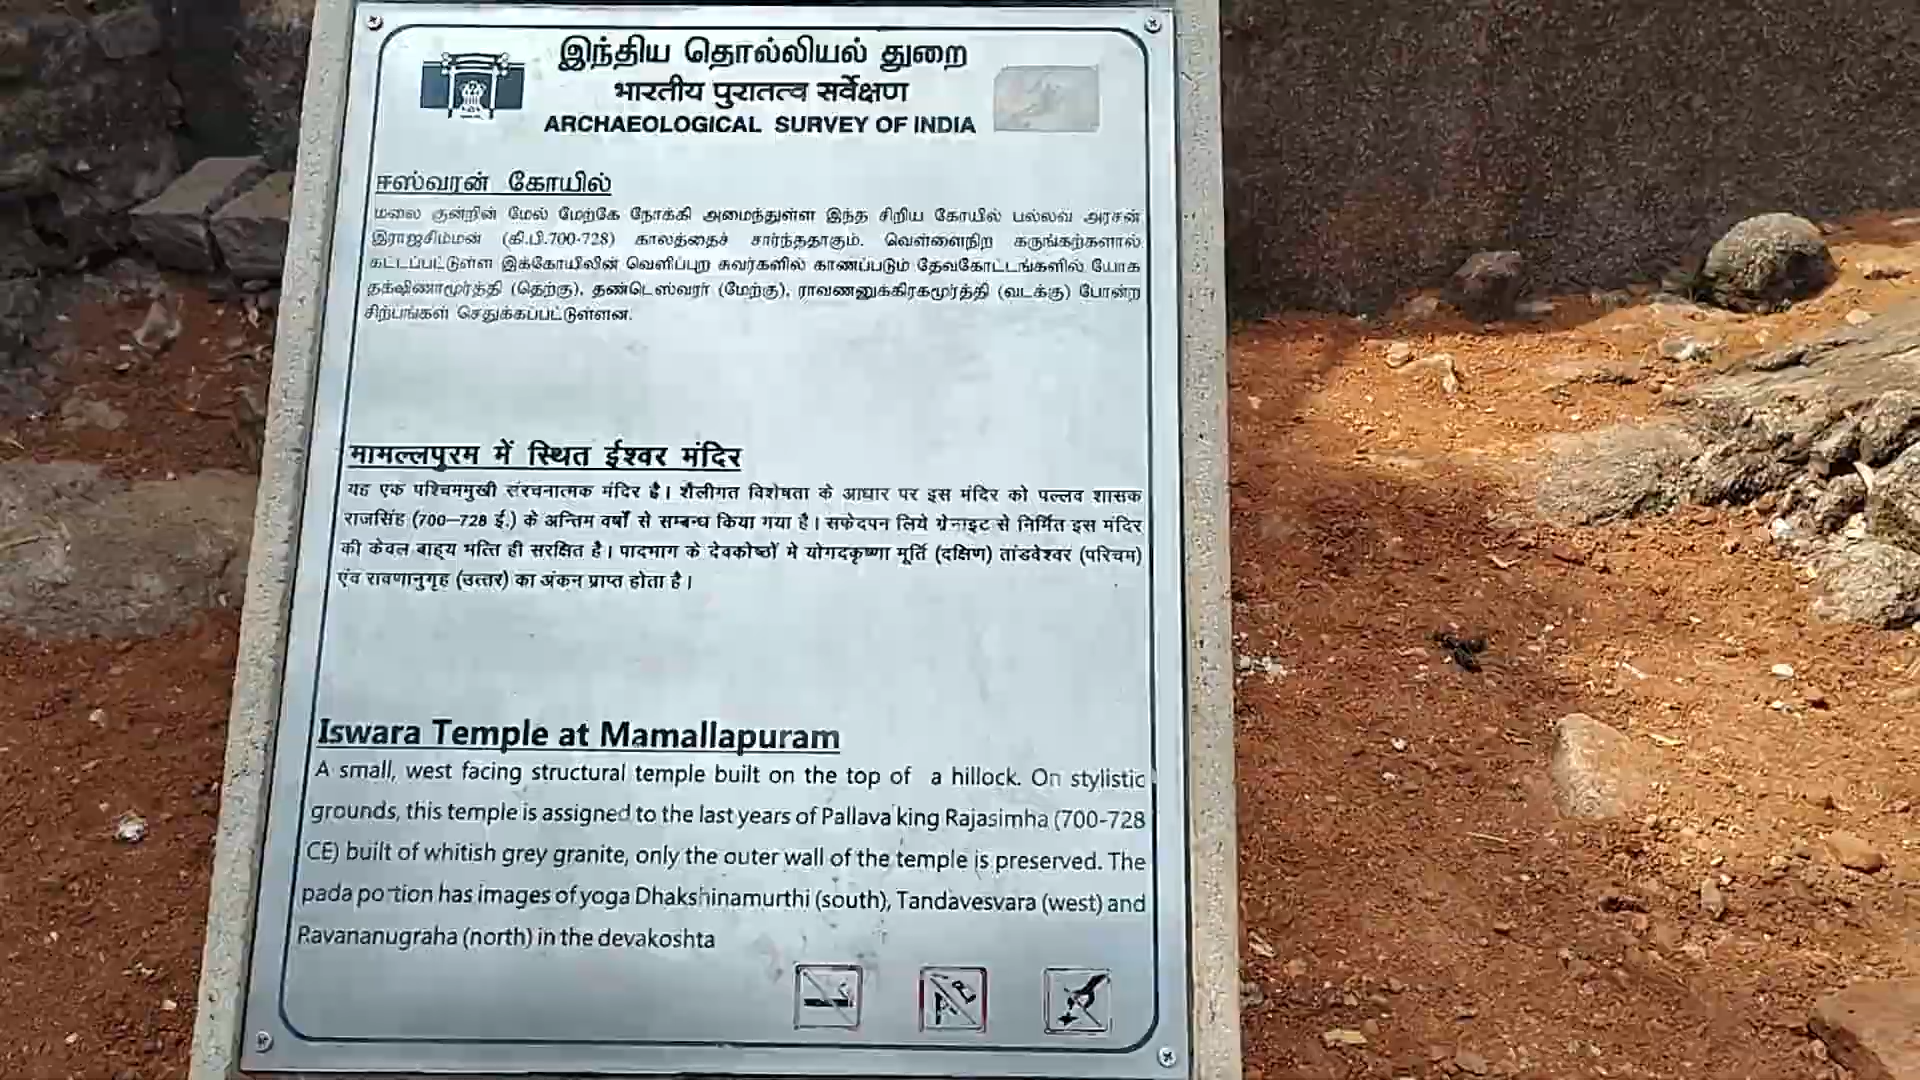 இந்திய தொல்லியல் துறை
भारतीय पुरातत्व सर्वेक्षण
ARCHAEOLOGICAL SURVEY OF INDIA
ஈஸ்வரன் கோயில்
மலை குன்றின் மேல் மேற்கே நோக்கி அமைந்துள்ள இந்த சிறிய கோயில் பல்லவ அரசன்
இராஜசிம்மன் (கி.பி.700-728) காலத்தைச் சார்ந்ததாகும். வெள்ளைநிற கருங்கற்களால்
கட்டப்பட்டுள்ள இக்கோயிலின் வெளிப்புற சுவர்களில் காணப்படும் தேவகோட்டங்களில் யோக
தக்ஷிணாமூர்த்தி (தெற்கு), தண்டெஸ்வரர் (மேற்கு), ராவணனுக்கிரகமூர்த்தி (வடக்கு) போன்ற
சிற்பங்கள் செதுக்கப்பட்டுள்ளன.
मामल्लपुरम में स्थित ईश्वर मंदिर
यह एक पश्चिममुखी संरचनात्मक मंदिर है। शैलीगत विशेषता के आधार पर इस मंदिर को पल्लव शासक
राजसिंह (700–728 ई.) के अन्तिम वर्षों से सम्बन्ध किया गया है। सफेदपन लिये ग्रेनाइट से निर्मित इस मंदिर
की केवल बाह्य भत्ति ही सरक्षित है। पादभाग के देवकोष्ठों मे योगदकृष्णा मूर्ति (दक्षिण) तांडवेश्वर (परिचम)
एंव रावणानुगृह (उत्तर) का अंकन प्राप्त होता है।
Iswara Temple at Mamallapuram
A small, west facing structural temple built on the top of a hillock. On stylistic
grounds, this temple is assigned to the last years of Pallava king Rajasimha (700-728
CE) built of whitish grey granite, only the outer wall of the temple is preserved. The
pada portion has images of yoga Dhakshinamurthi (south), Tandavesvara (west) and
Ravananugraha (north) in the devakoshta